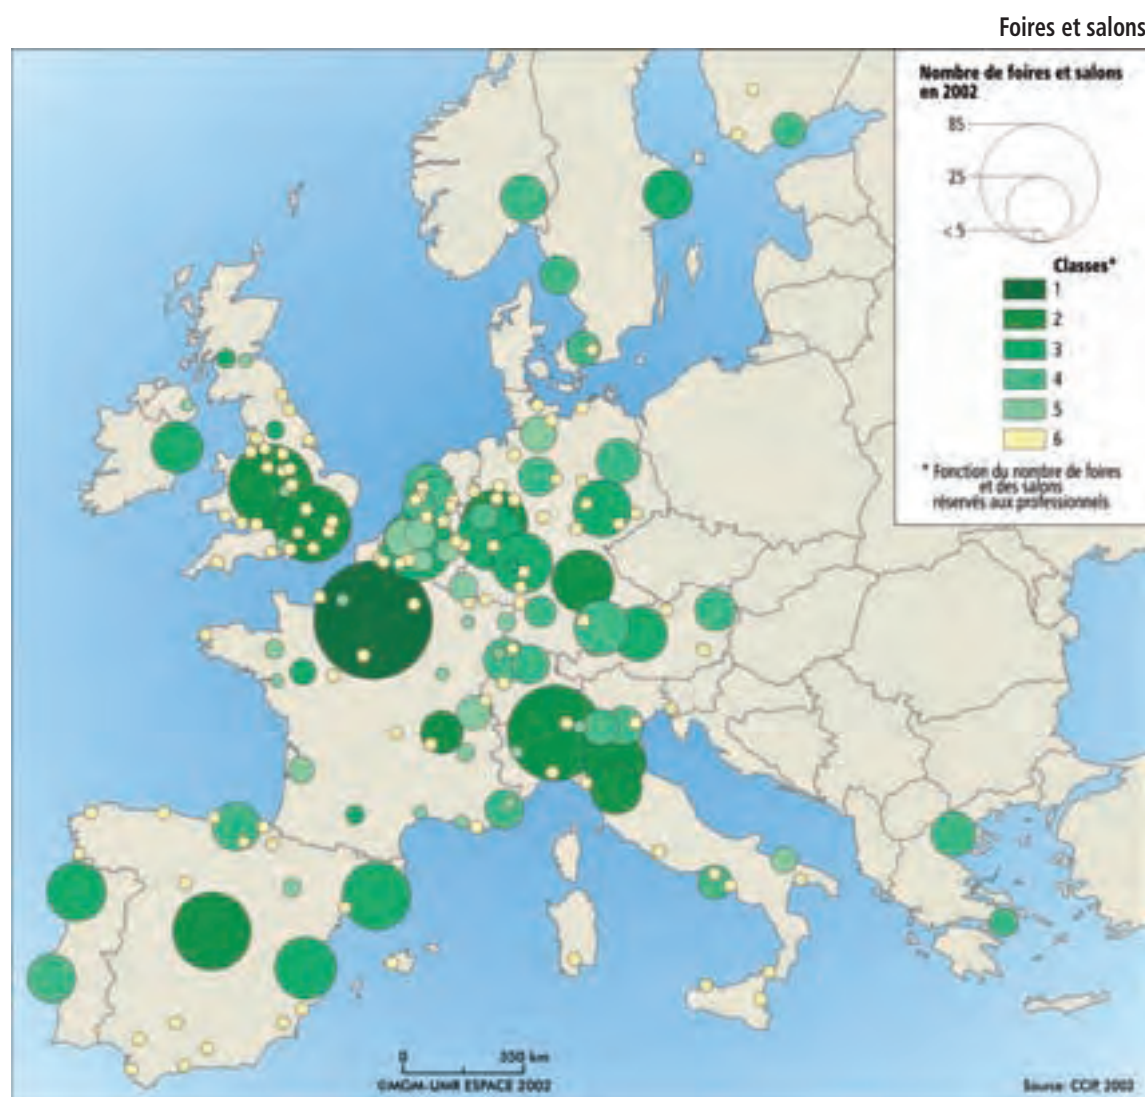 Foires et salons
Nombre de foires et salons
en 2002
85
25
< 5
Classes*
1
2
3
4
5
6
* Fonction du nombre de foires
et des salons
réservés aux professionnels
0 350 km
©MGM-UMR ESPACE 2002
Source: CCIP, 2002